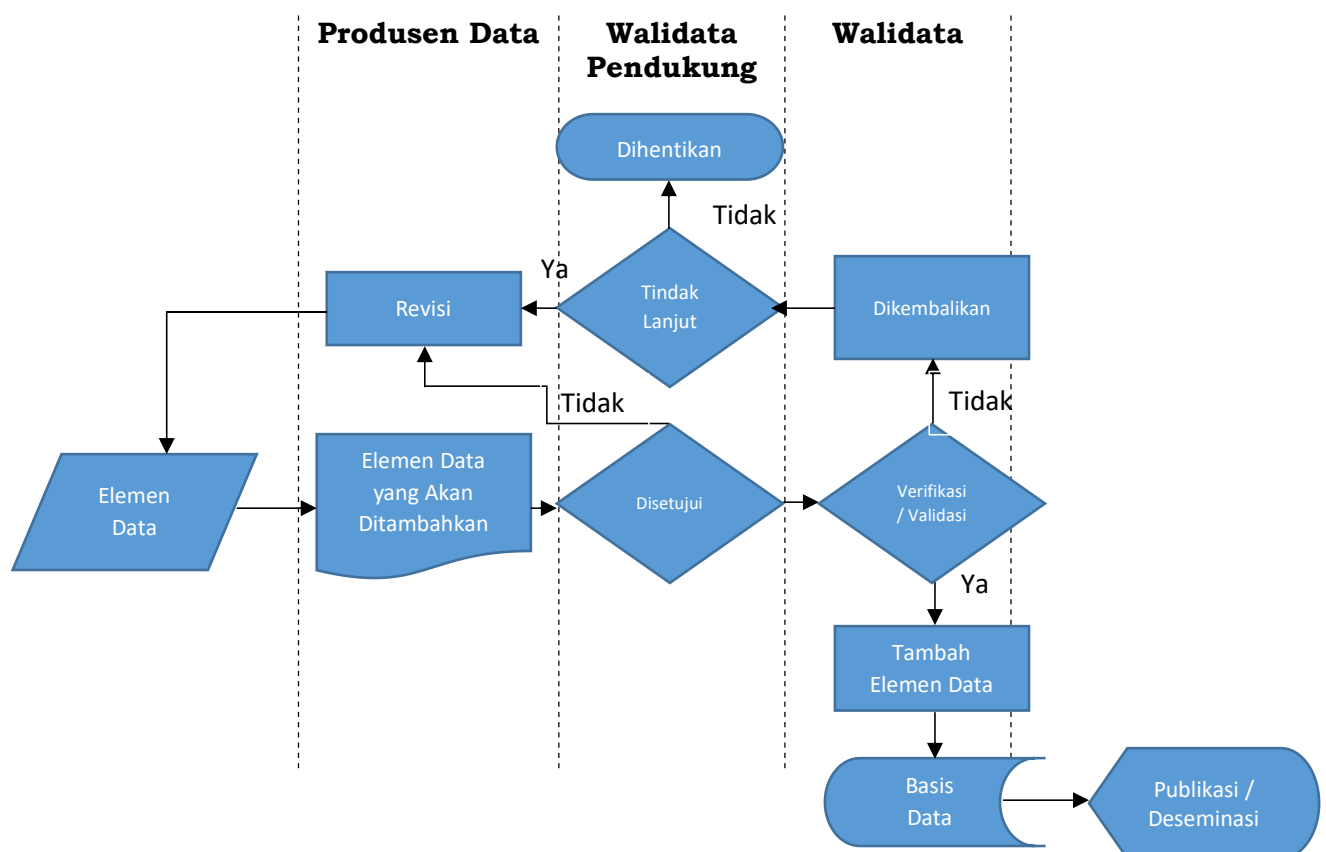 Produsen Data
Walidata
Pendukung
Walidata
Dihentikan
Tidak
Ya
Revisi
Tindak
Lanjut
Dikembalikan
Tidak
Tidak
Elemen
Data
Elemen Data
yang Akan
Ditambahkan
Disetujui
Verifikasi
/ Validasi
Ya
Tambah
Elemen Data
Basis
Data
Publikasi /
Deseminasi